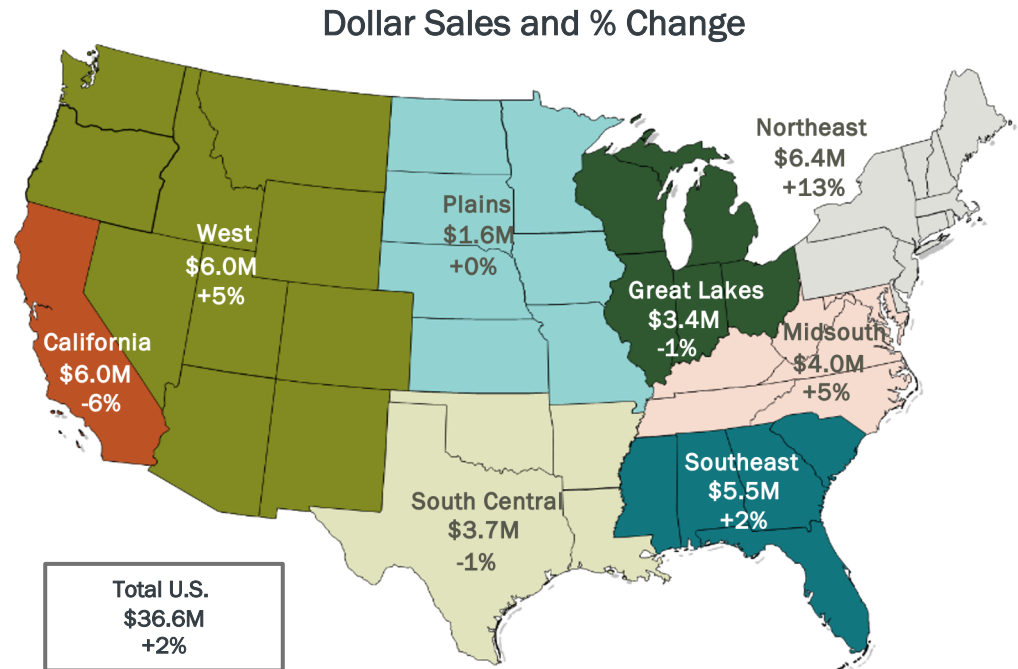 Dollar Sales and % Change
Northeast
$6.4M
+13%
Plains
$1.6M
+0%
West
$6.0M
+5%
Great Lakes
$3.4M
-1%
Midsouth
$4.0M
+5%
California
$6.0M
-6%
Southeast
$5.5M
+2%
South Central
$3.7M
-1%
Total U.S.
$36.6M
+2%